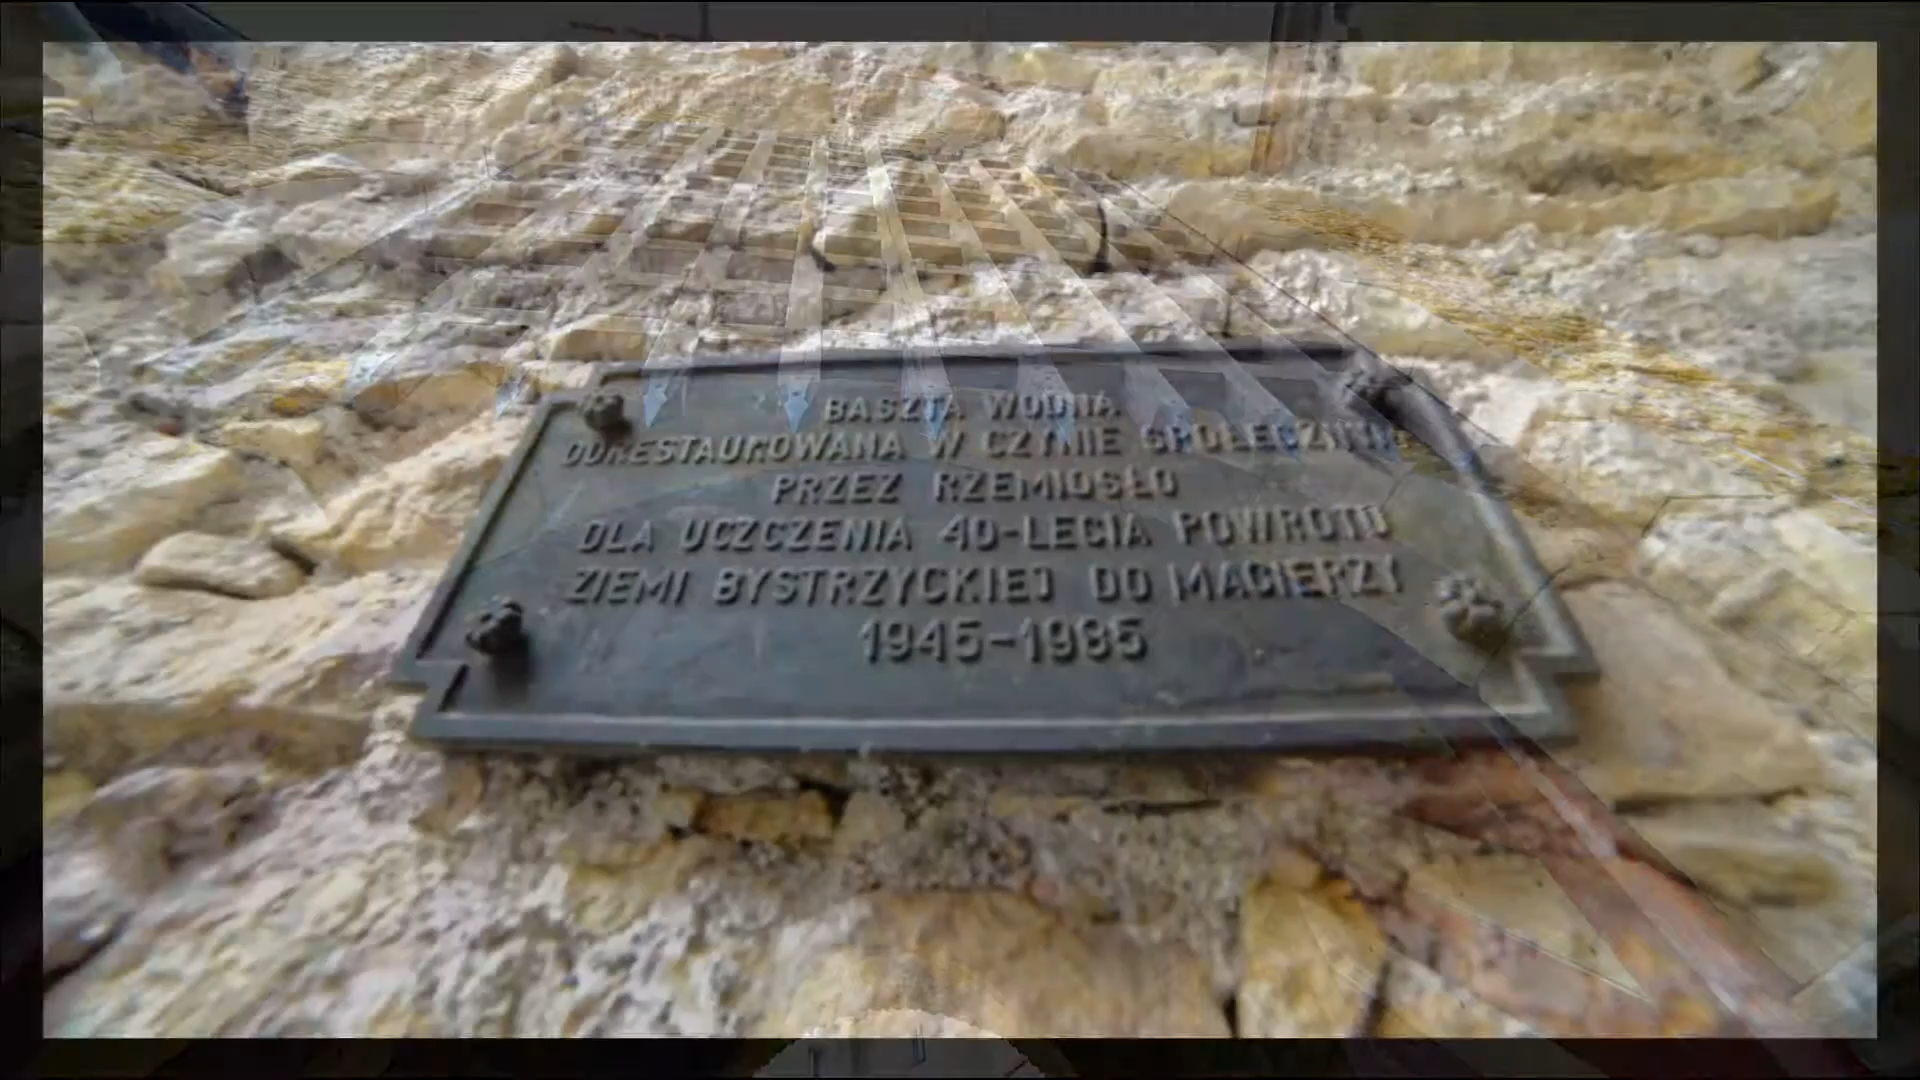 BASZTA WODNA
ODRESTAUROWANA W CZYNIE SPOŁECZNYM
PRZEZ RZEMIOSŁO
DLA UCZCZENIA 40-LECIA POWROTU
ZIEMI BYSTRZYCKIEJ DO MACIERZY
1945-1985